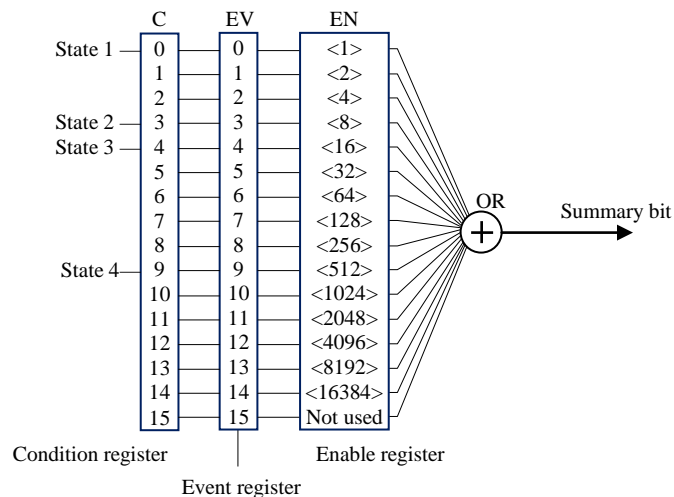 C EV EN
State 1 0 0 <1>
1 1 <2>
2 2 <4>
State 2 3 3 <8>
State 3 4 4 <16>
5 5 <32>
6 6 <64>
OR
7 7 <128>
Summary bit
+
8 8 <256>
State 4 9 9 <512>
10 10 <1024>
11 11 <2048>
12 12 <4096>
13 13 <8192>
14 14 <16384>
15 15 Not used
Condition register
Enable register
Event register